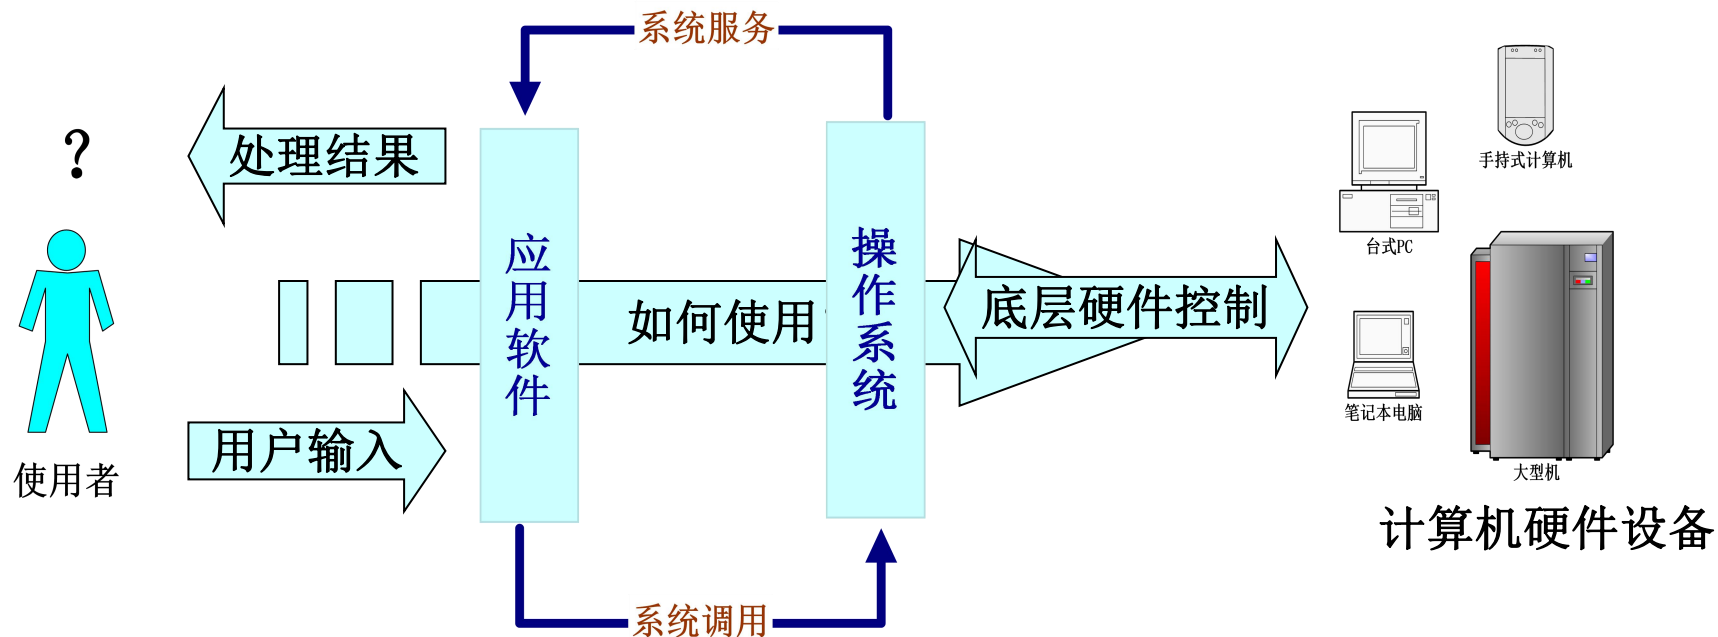 系统服务
?
处理结果
手持式计算机
台式PC
应用软件
操作系统
如何使用
底层硬件控制
笔记本电脑
用户输入
使用者
大型机
计算机硬件设备
系统调用